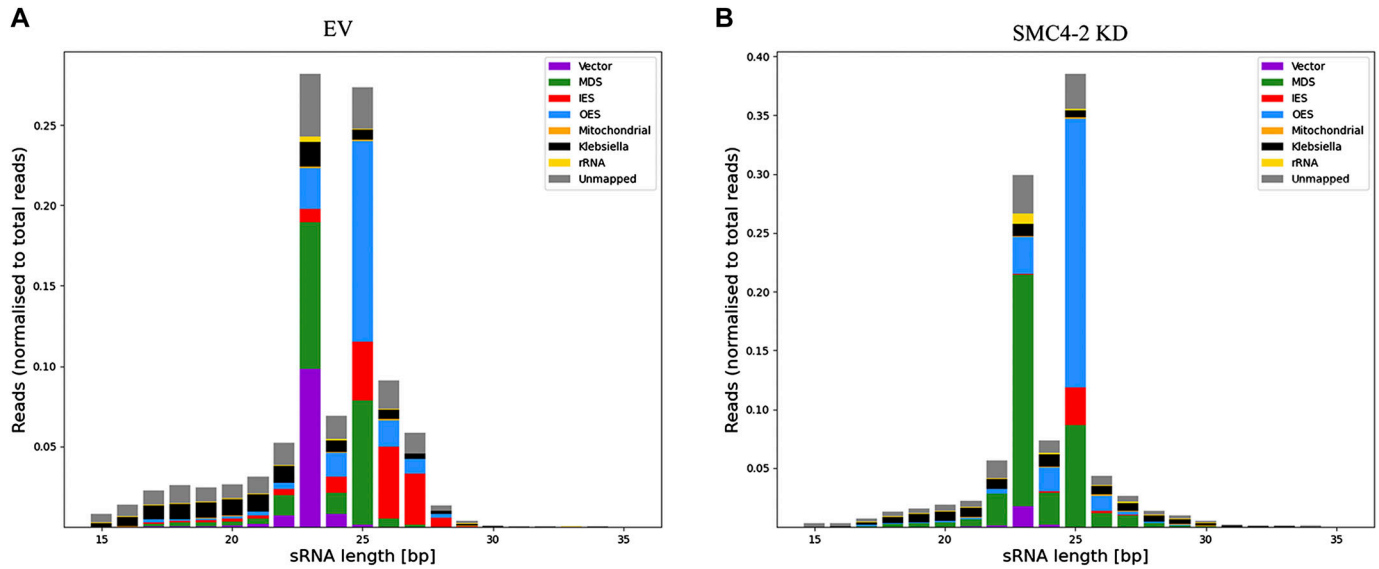 A
EV
Reads (normalised to total reads)
0.25
0.20
0.15
0.10
0.05
15
20
25
30
35
sRNA length [bp]
Vector
MDS
IES
OES
Mitochondrial
Klebsiella
rRNA
Unmapped
B
SMC4-2 KD
Reads (normalised to total reads)
0.40
0.35
0.30
0.25
0.20
0.15
0.10
0.05
15
20
25
30
35
sRNA length [bp]
Vector
MDS
IES
OES
Mitochondrial
Klebsiella
rRNA
Unmapped